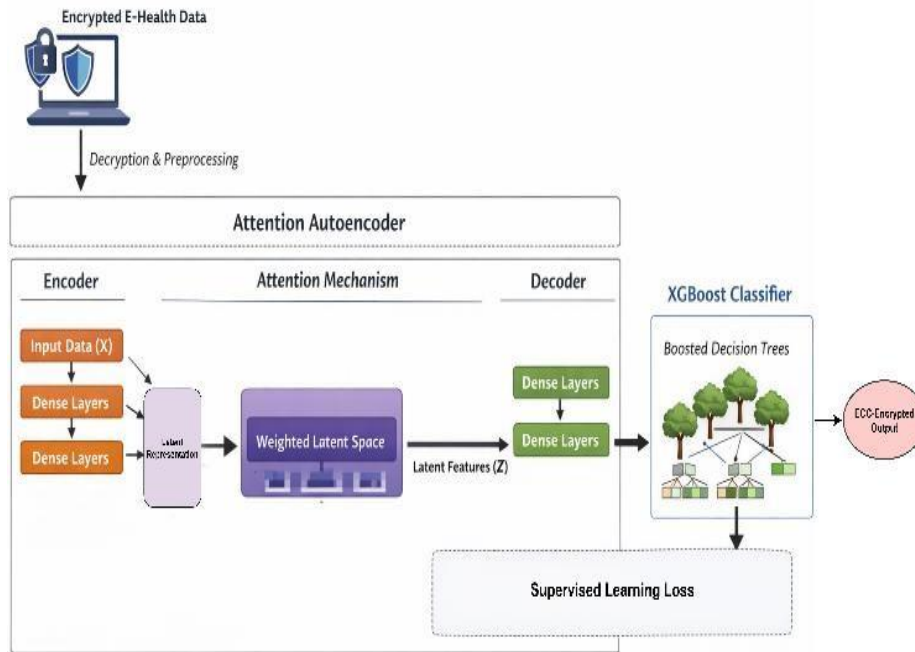 Encrypted E-Health Data
Decryption & Preprocessing
Attention Autoencoder
Encoder
Attention Mechanism
Decoder
XGBoost Classifier
Input Data (X)
Dense Layers
Dense Layers
Latent
Representation
Weighted Latent Space
Latent Features (Z)
Dense Layers
Dense Layers
Boosted Decision Trees
ECC-Encrypted
Output
Supervised Learning Loss